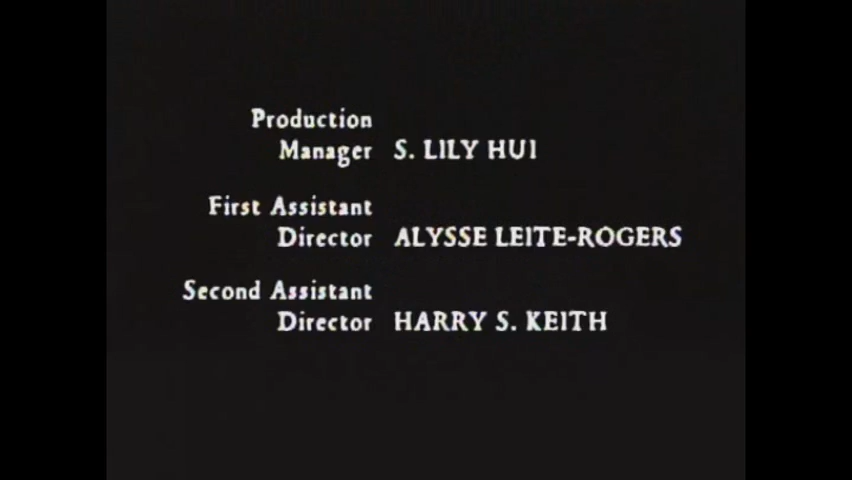 Production
Manager S. LILY HUI
First Assistant
Director ALYSSE LEITE-ROGERS
Second Assistant
Director HARRY S. KEITH